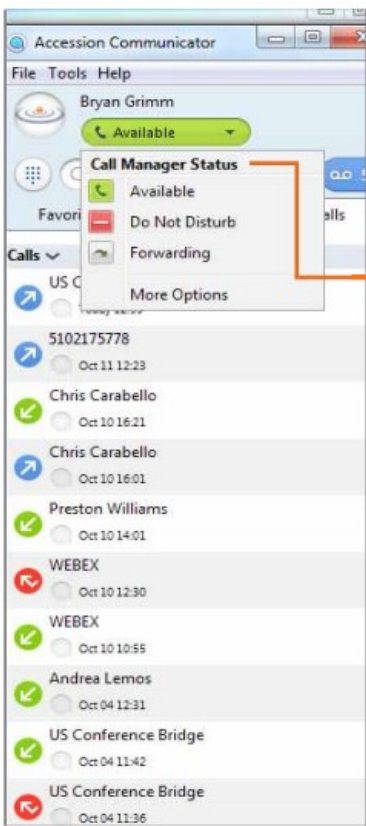 Accession Communicator
File Tools Help
Bryan Grimm
Available
Call Manager Status
Available
Do Not Disturb
Forwarding
More Options
Calls
US
5102175778
Oct 11 12:23
Chris Carabello
Oct 10 16:21
Chris Carabello
Oct 10 16:01
Preston Williams
Oct 10 14:01
WEBEX
Oct 10 12:30
WEBEX
Oct 10 10:55
Andrea Lemos
Oct 04 12:31
US Conference Bridge
Oct 04 11:42
US Conference Bridge
Oct 04 11:36